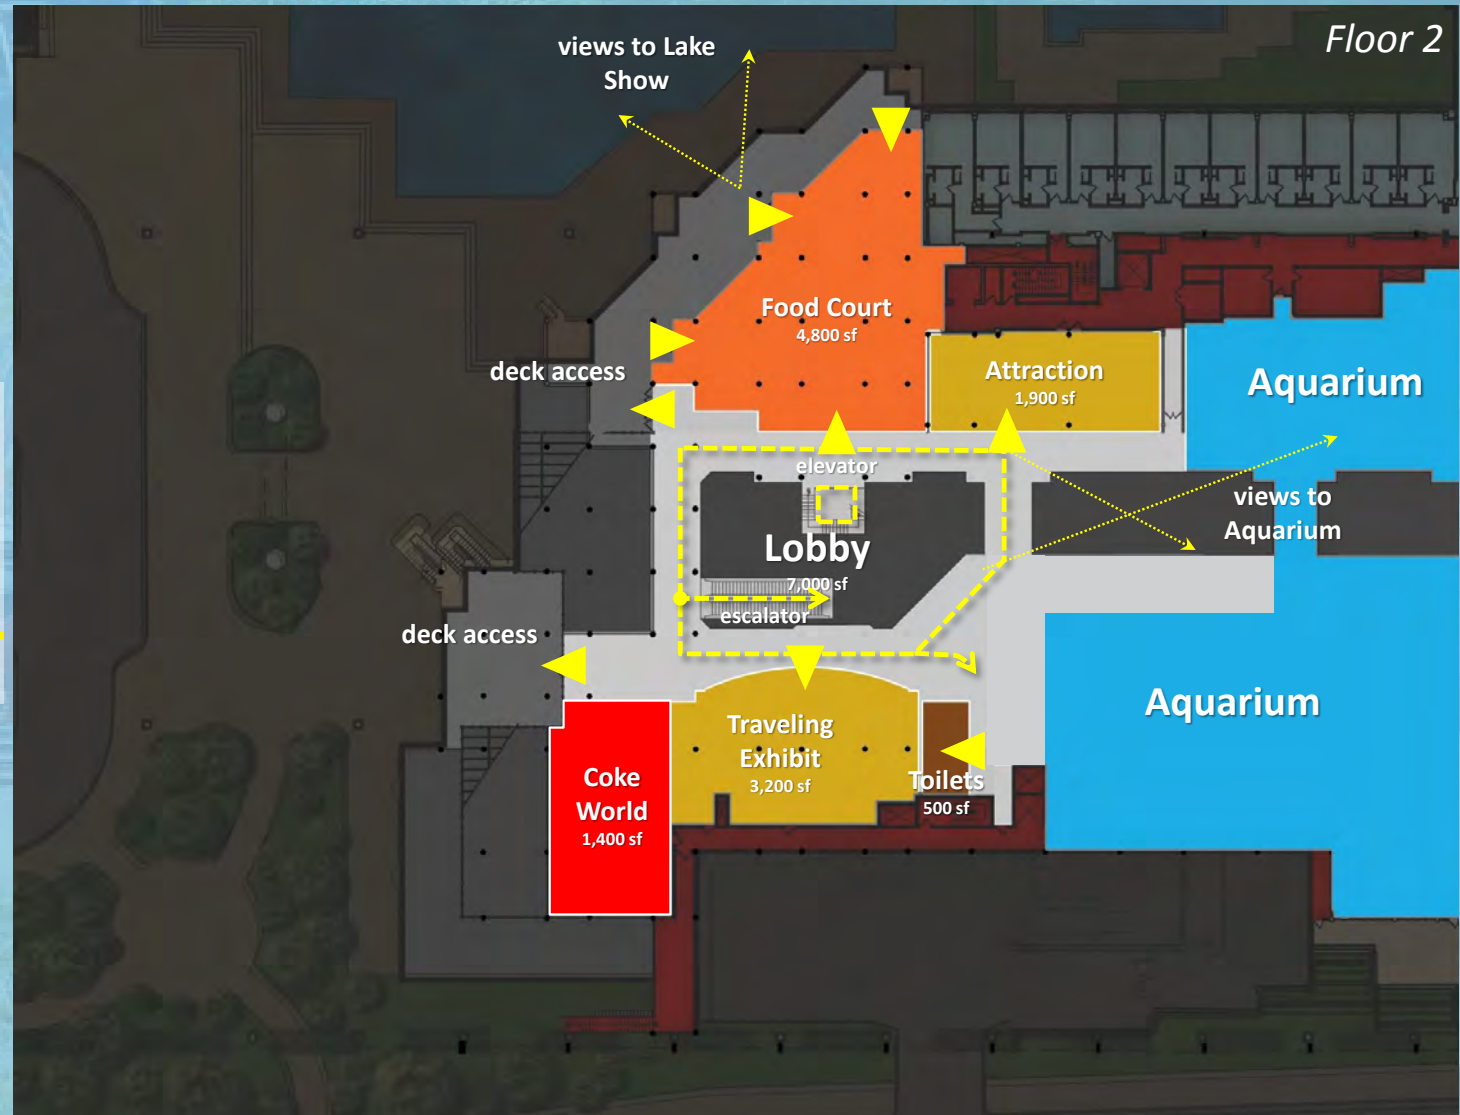 Floor 2
views to Lake
Show
Food Court
4,800 sf
deck access
Attraction
1,900 sf
Aquarium
elevator
views to
Aquarium
Lobby
7,000 sf
escalator
deck access
Traveling
Exhibit
3,200 sf
Aquarium
Coke
World
1,400 sf
Toilets
500 sf